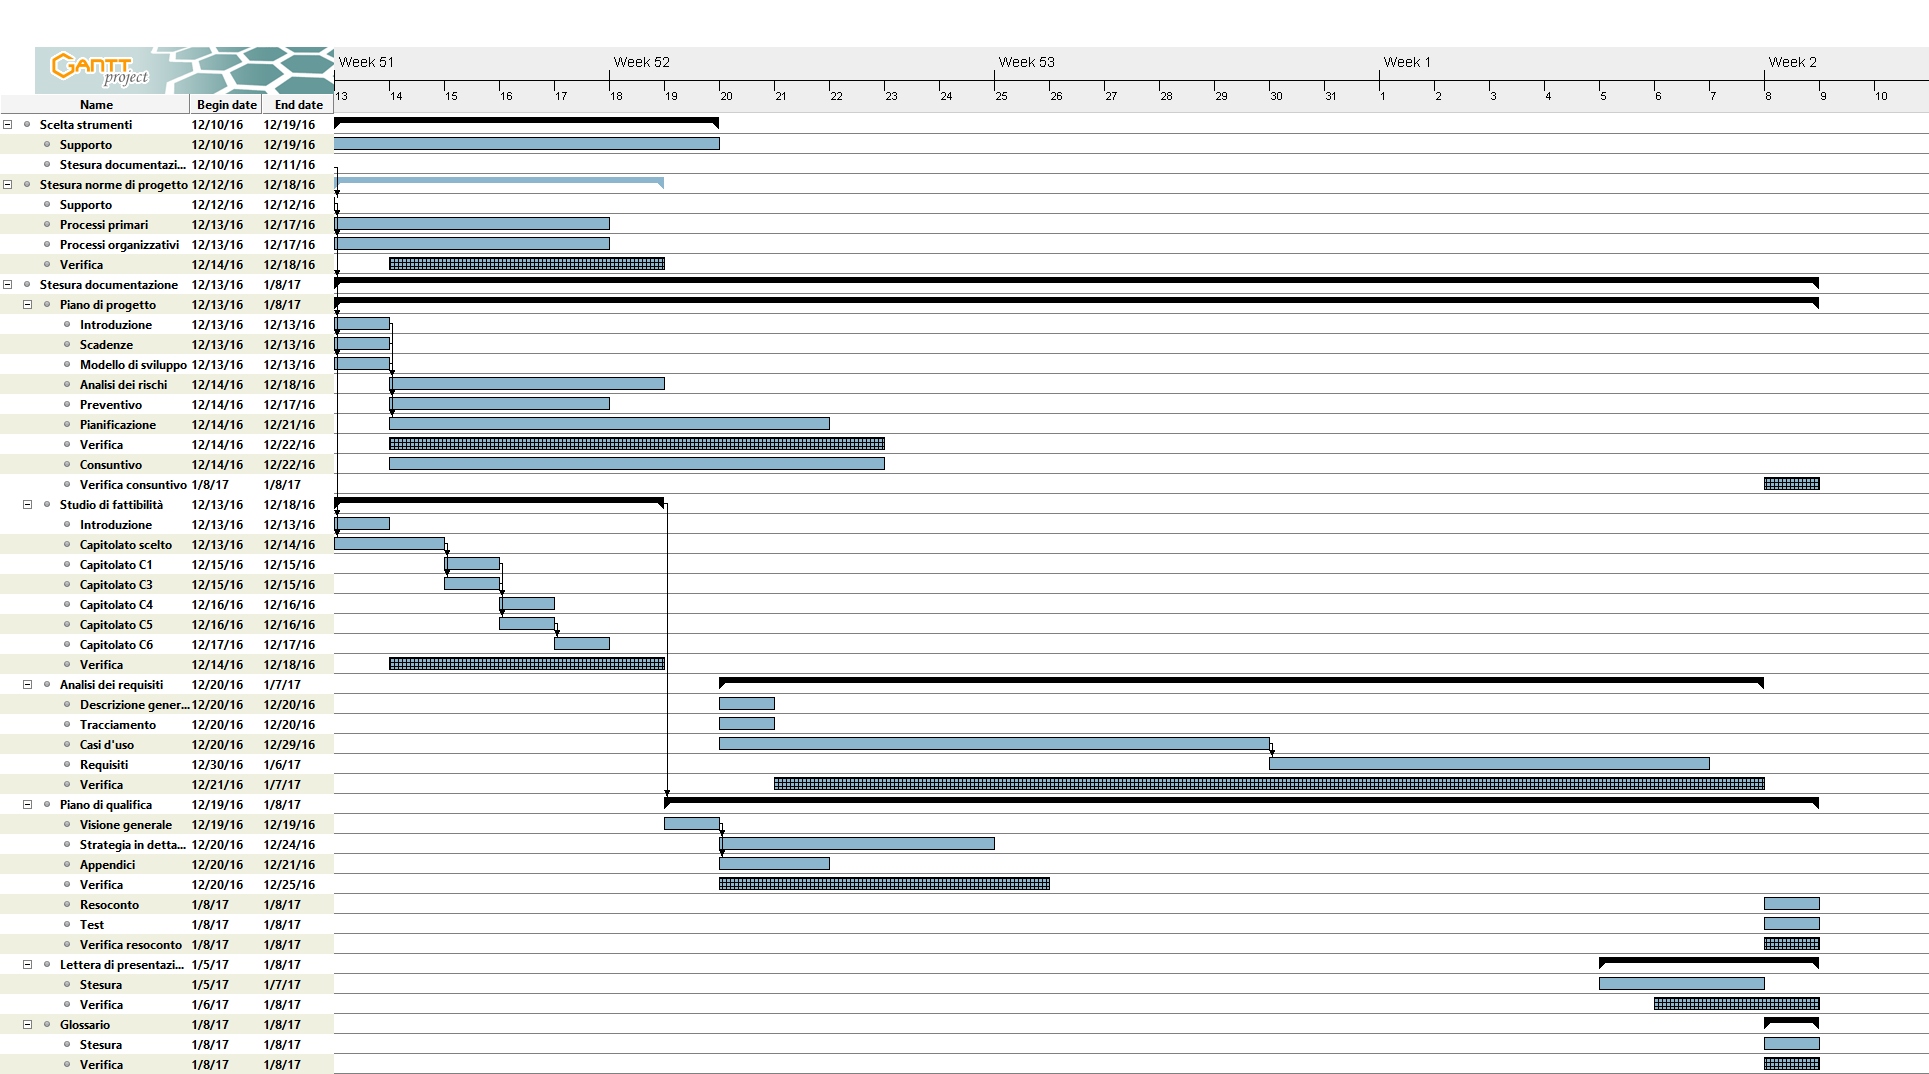 GANTT
project
Week 51 Week 52 Week 53 Week 1 Week 2
13 14 15 16 17 18 19 20 21 22 23 24 25 26 27 28 29 30 31 1 2 3 4 5 6 7 8 9 10
Name Begin date End date
Scelta strumenti 12/10/16 12/19/16
Supporto 12/10/16 12/19/16
Stesura documentazi... 12/10/16 12/11/16
Stesura norme di progetto 12/12/16 12/18/16
Supporto 12/12/16 12/12/16
Processi primari 12/13/16 12/17/16
Processi organizzativi 12/13/16 12/17/16
Verifica 12/14/16 12/18/16
Stesura documentazione 12/13/16 1/8/17
Piano di progetto 12/13/16 1/8/17
Introduzione 12/13/16 12/13/16
Scadenze 12/13/16 12/13/16
Modello di sviluppo 12/13/16 12/13/16
Analisi dei rischi 12/14/16 12/18/16
Preventivo 12/14/16 12/17/16
Pianificazione 12/14/16 12/21/16
Verifica 12/14/16 12/22/16
Consuntivo 12/14/16 12/22/16
Verifica consuntivo 1/8/17 1/8/17
Studio di fattibilità 12/13/16 12/18/16
Introduzione 12/13/16 12/13/16
Capitolato scelto 12/13/16 12/14/16
Capitolato C1 12/15/16 12/15/16
Capitolato C3 12/15/16 12/15/16
Capitolato C4 12/16/16 12/16/16
Capitolato C5 12/16/16 12/16/16
Capitolato C6 12/17/16 12/17/16
Verifica 12/14/16 12/18/16
Analisi dei requisiti 12/20/16 1/7/17
Descrizione gener... 12/20/16 12/20/16
Tracciamento 12/20/16 12/20/16
Casi d'uso 12/20/16 12/29/16
Requisiti 12/30/16 1/6/17
Verifica 12/21/16 1/7/17
Piano di qualifica 12/19/16 1/8/17
Visione generale 12/19/16 12/19/16
Strategia in detta... 12/20/16 12/24/16
Appendici 12/20/16 12/21/16
Verifica 12/20/16 12/25/16
Resoconto 1/8/17 1/8/17
Test 1/8/17 1/8/17
Verifica resoconto 1/8/17 1/8/17
Lettera di presentazi... 1/5/17 1/8/17
Stesura 1/5/17 1/7/17
Verifica 1/6/17 1/8/17
Glossario 1/8/17 1/8/17
Stesura 1/8/17 1/8/17
Verifica 1/8/17 1/8/17